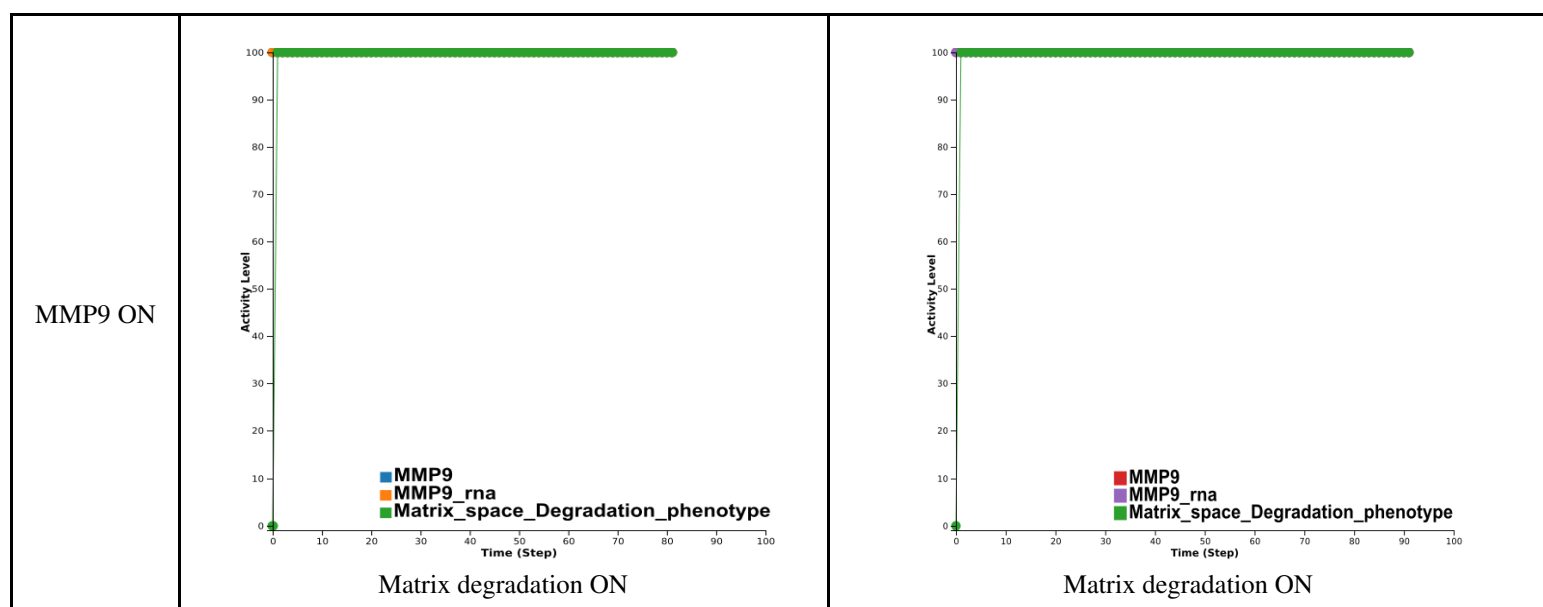 MMP9 ON
100
90
80
70
60
50
40
30
20
10
0
Activity Level
MMP9
MMP9_rna
Matrix_space_Degradation_phenotype
0 10 20 30 40 50 60 70 80 90 100
Time (Step)
Matrix degradation ON
100
90
80
70
60
50
40
30
20
10
0
Activity Level
MMP9
MMP9_rna
Matrix_space_Degradation_phenotype
0 10 20 30 40 50 60 70 80 90 100
Time (Step)
Matrix degradation ON